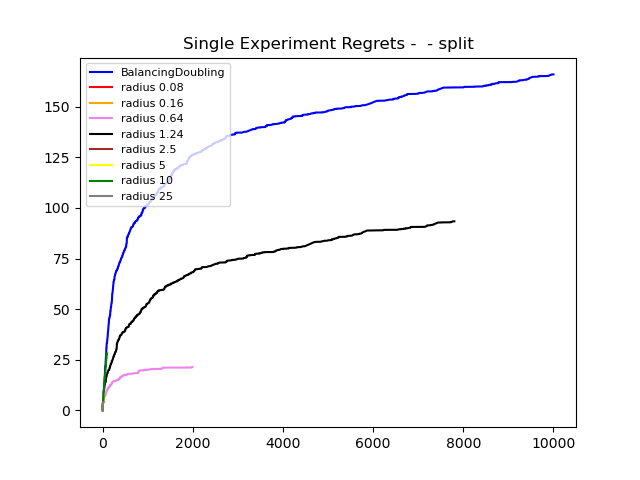 Single Experiment Regrets -  - split
BalancingDoubling
radius 0.08
radius 0.16
radius 0.64
radius 1.24
radius 2.5
radius 5
radius 10
radius 25
150
125
100
75
50
25
0
0 2000 4000 6000 8000 10000